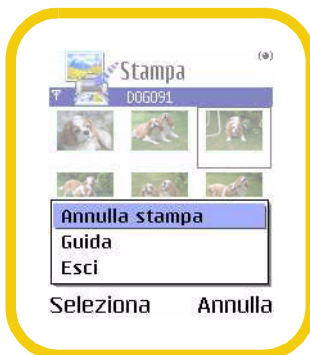 Stampa
DOG091
Annulla stampa
Guida
Esci
Seleziona Annulla